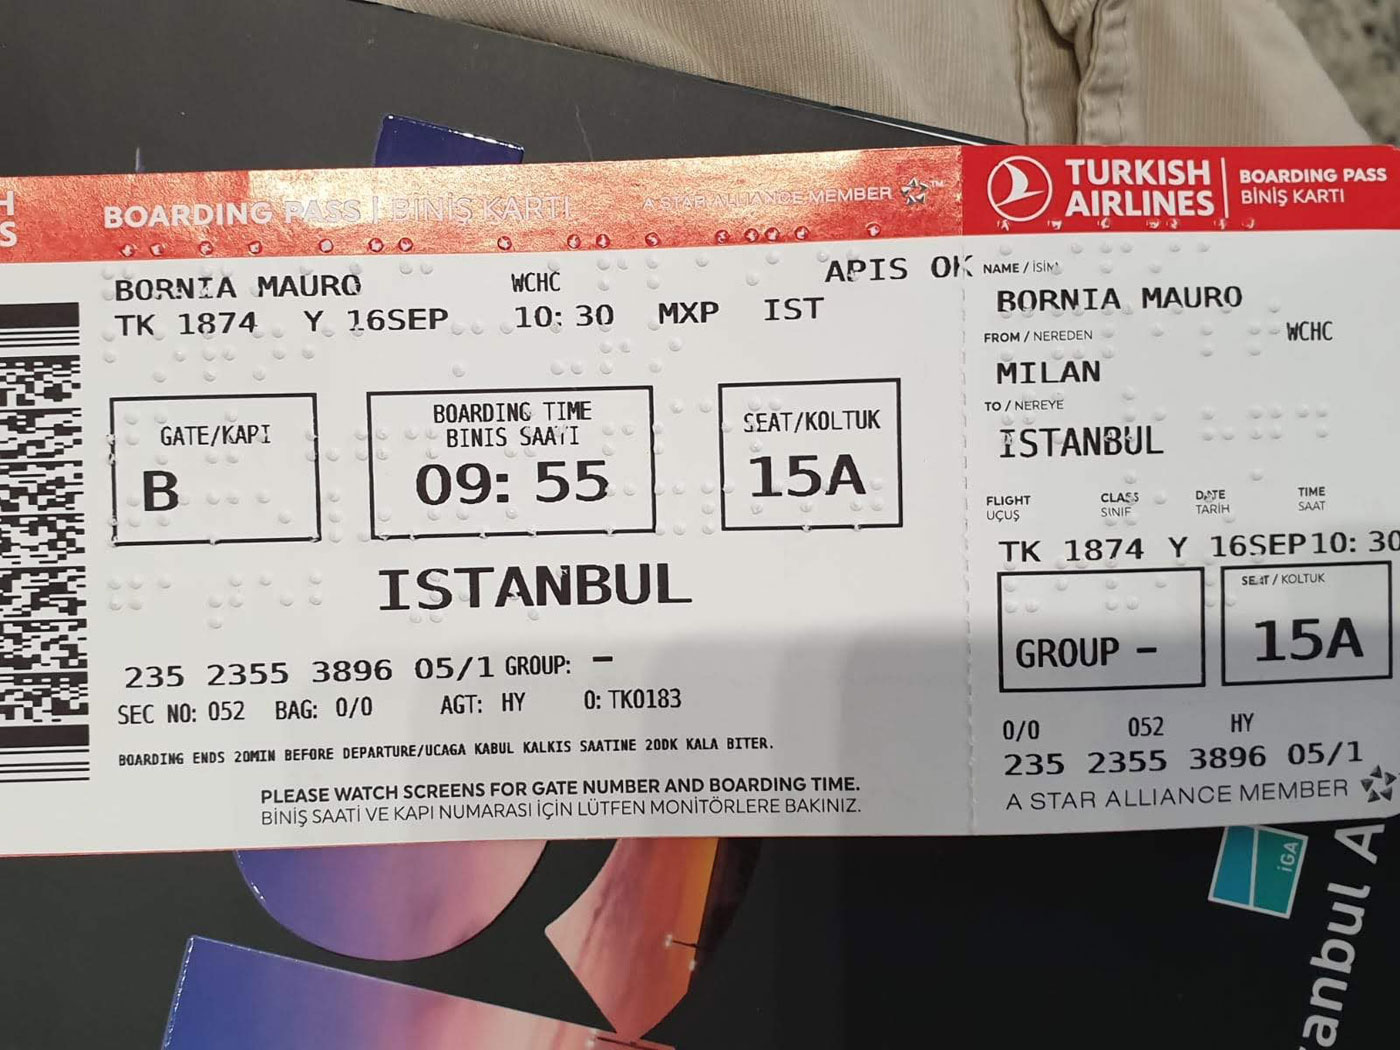 H
S
BOARDING PASS | BİNİŞ KARTI
A STAR ALLIANCE MEMBER
BORNIA MAURO WCHC APIS OK
TK 1874 Y 16SEP 10: 30 MXP IST
GATE/KAPI
B
BOARDING TIME
BINIS SAATI
09: 55
SEAT/KOLTUK
15A
ISTANBUL
235 2355 3896 05/1 GROUP: –
SEC NO: 052 BAG: 0/0 AGT: HY O: TK0183
BOARDING ENDS 20MIN BEFORE DEPARTURE/UCAGA KABUL KALKIS SAATINE 20DK KALA BITER.
PLEASE WATCH SCREENS FOR GATE NUMBER AND BOARDING TIME.
BİNİŞ SAATİ VE KAPI NUMARASI İÇİN LÜTFEN MONİTÖRLERE BAKINIZ.
TURKISH
AIRLINES
BOARDING PASS
BİNİŞ KARTI
NAME / İSİM
BORNIA MAURO
FROM / NEREDEN
WCHC
MILAN
TO / NEREYE
ISTANBUL
FLIGHT CLASS DATE TIME
UÇUŞ SINIF TARİH SAAT
TK 1874 Y 16SEP 10: 30
GROUP –
SEAT / KOLTUK
15A
0/0 052 HY
235 2355 3896 05/1
A STAR ALLIANCE MEMBER
iGA
anbul A